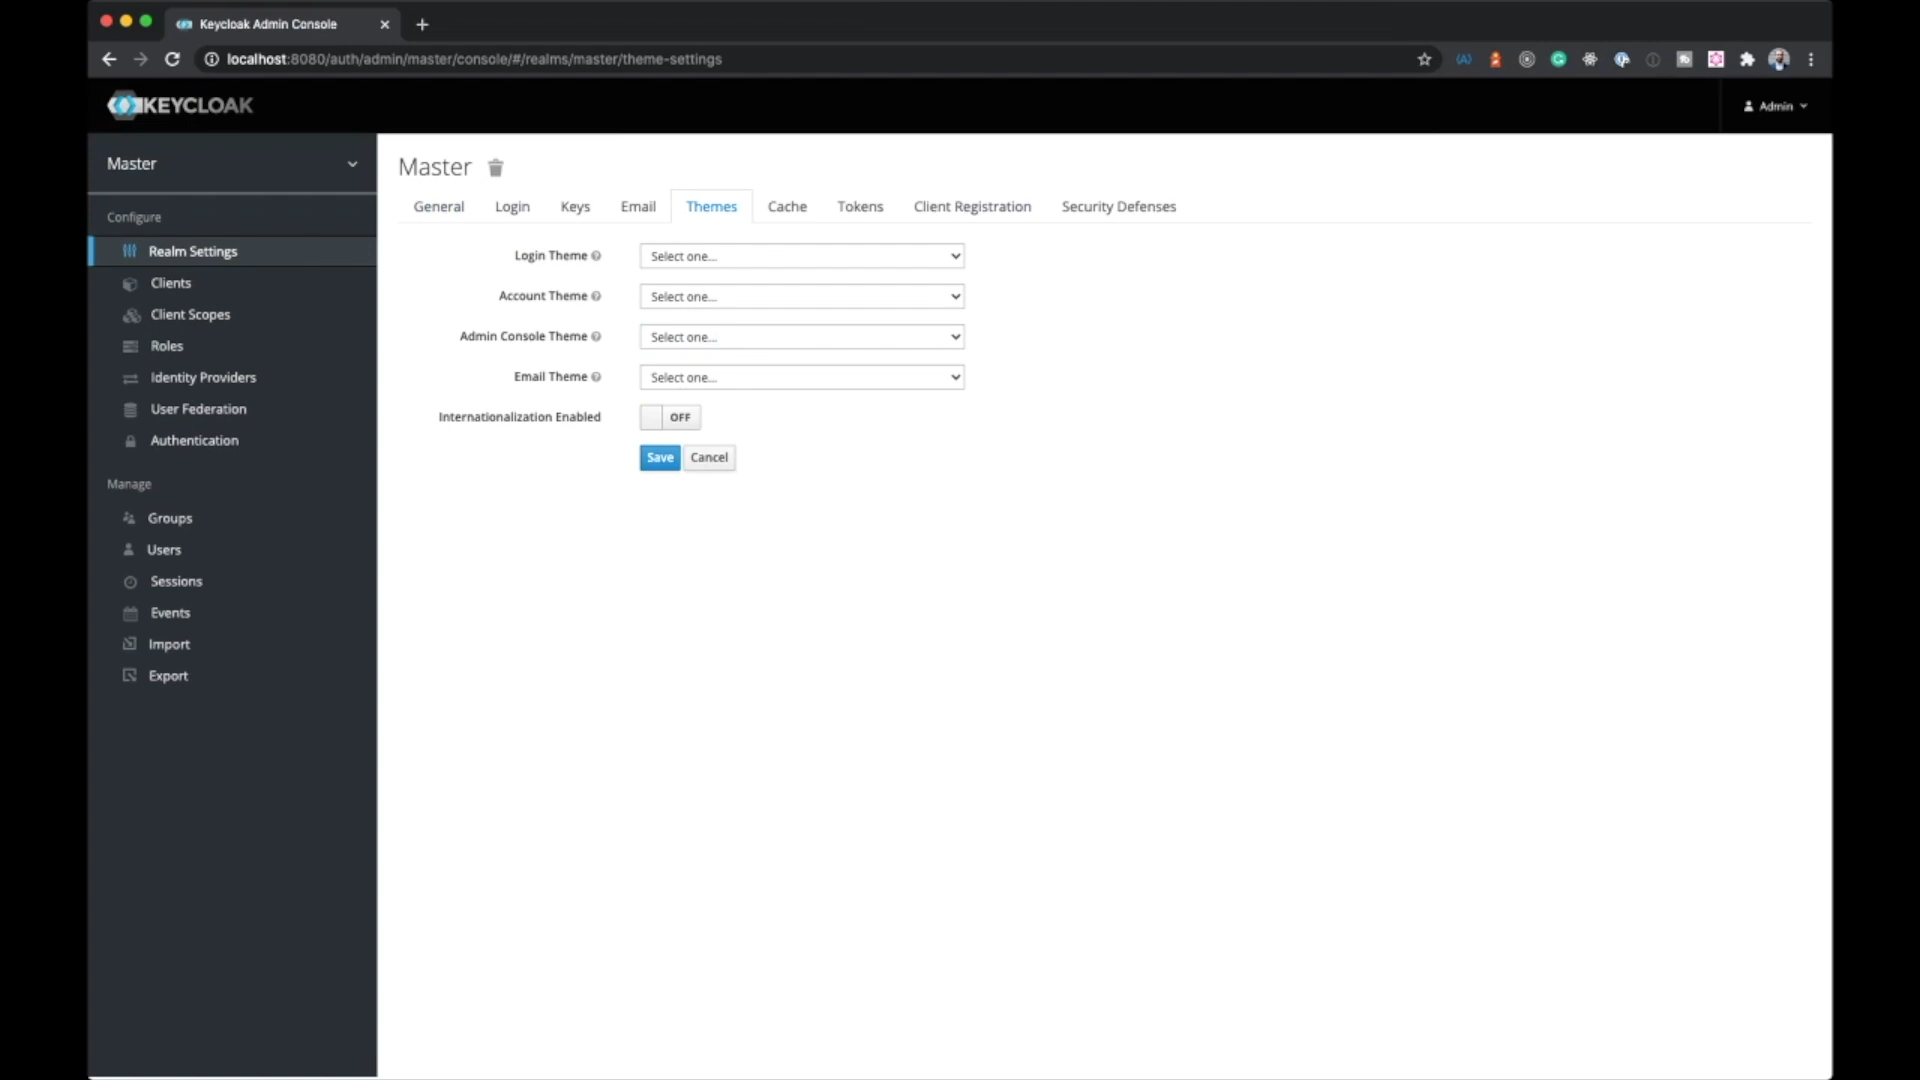 Keycloak Admin Console
localhost:8080/auth/admin/master/console/#/realms/master/theme-settings
KEYCLOAK
Admin
Master
Configure
Realm Settings
Clients
Client Scopes
Roles
Identity Providers
User Federation
Authentication
Manage
Groups
Users
Sessions
Events
Import
Export
Master
General Login Keys Email Themes Cache Tokens Client Registration Security Defenses
Login Theme Select one...
Account Theme Select one...
Admin Console Theme Select one...
Email Theme Select one...
Internationalization Enabled OFF
Save Cancel